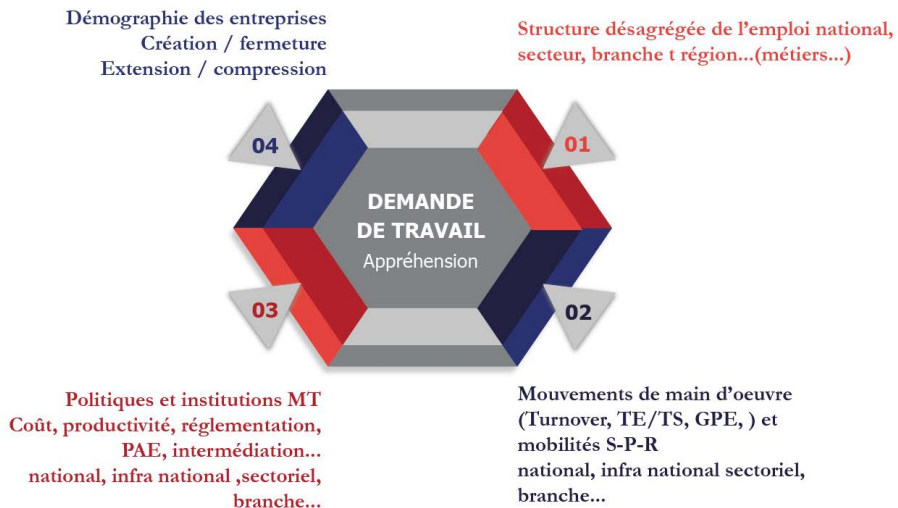 Démographie des entreprises
Création / fermeture
Extension / compression
04
Structure désagrégée de l'emploi national,
secteur, branche t région...(métiers...)
01
DEMANDE
DE TRAVAIL
Appréhension
03
Politiques et institutions MT
Coût, productivité, réglementation,
PAE, intermédiation...
national, infra national ,sectoriel,
branche...
02
Mouvements de main d'oeuvre
(Turnover, TE/TS, GPE, ) et
mobilités S-P-R
national, infra national sectoriel,
branche...